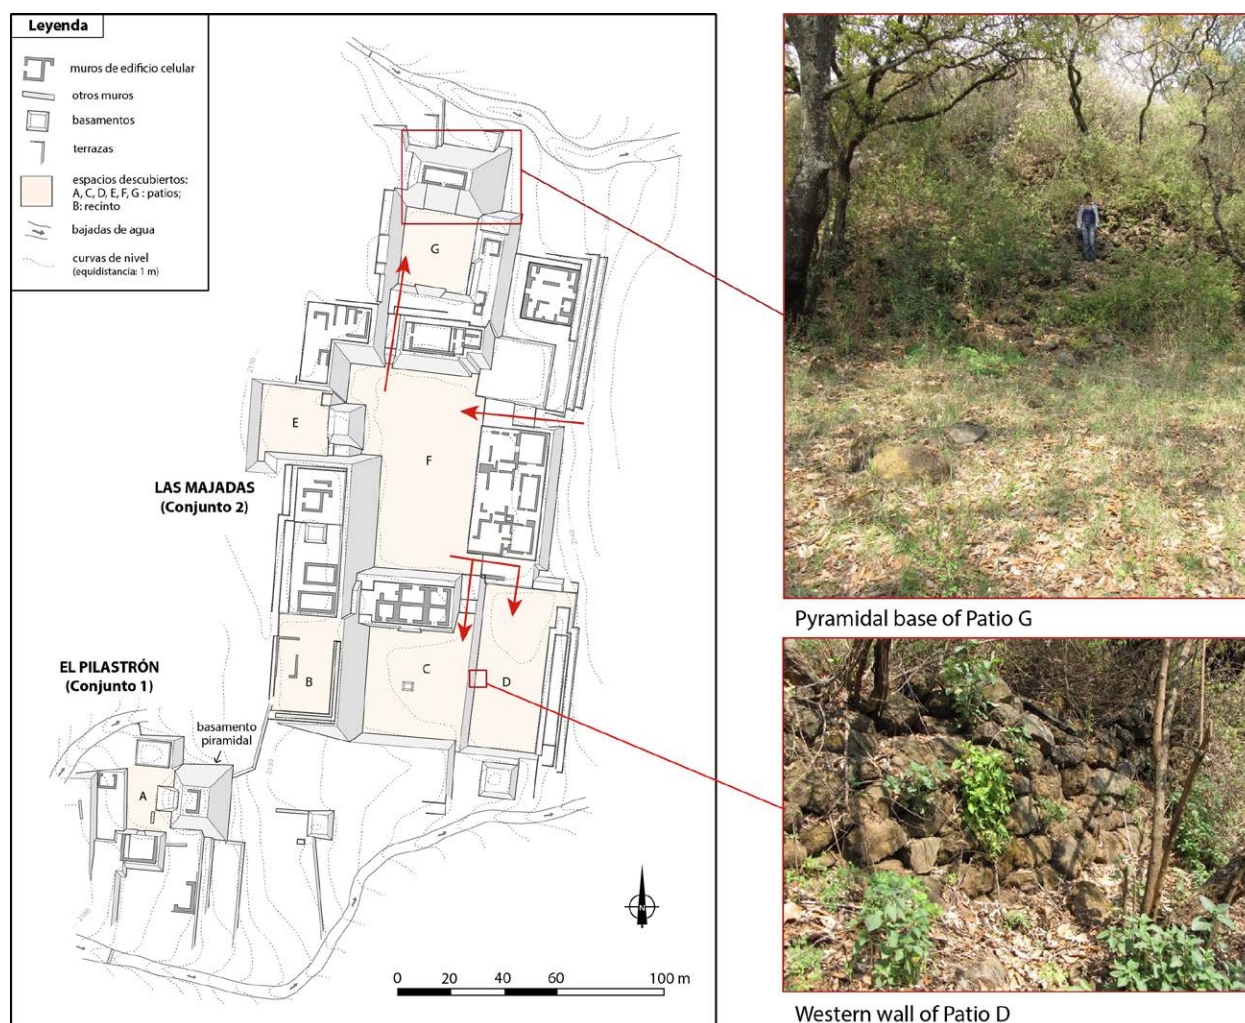 Leyenda
muros de edificio celular
otros muros
basamentos
terrazas
espacios descubiertos:
A, C, D, E, F, G : patios;
B: recinto
bajadas de agua
curvas de nivel
(equidistancia: 1 m)
G
E
F
LAS MAJADAS
(Conjunto 2)
B
C
D
EL PILASTRÓN
(Conjunto 1)
basamento
piramidal
A
N
0 20 40 60 100 m
Pyramidal base of Patio G
Western wall of Patio D